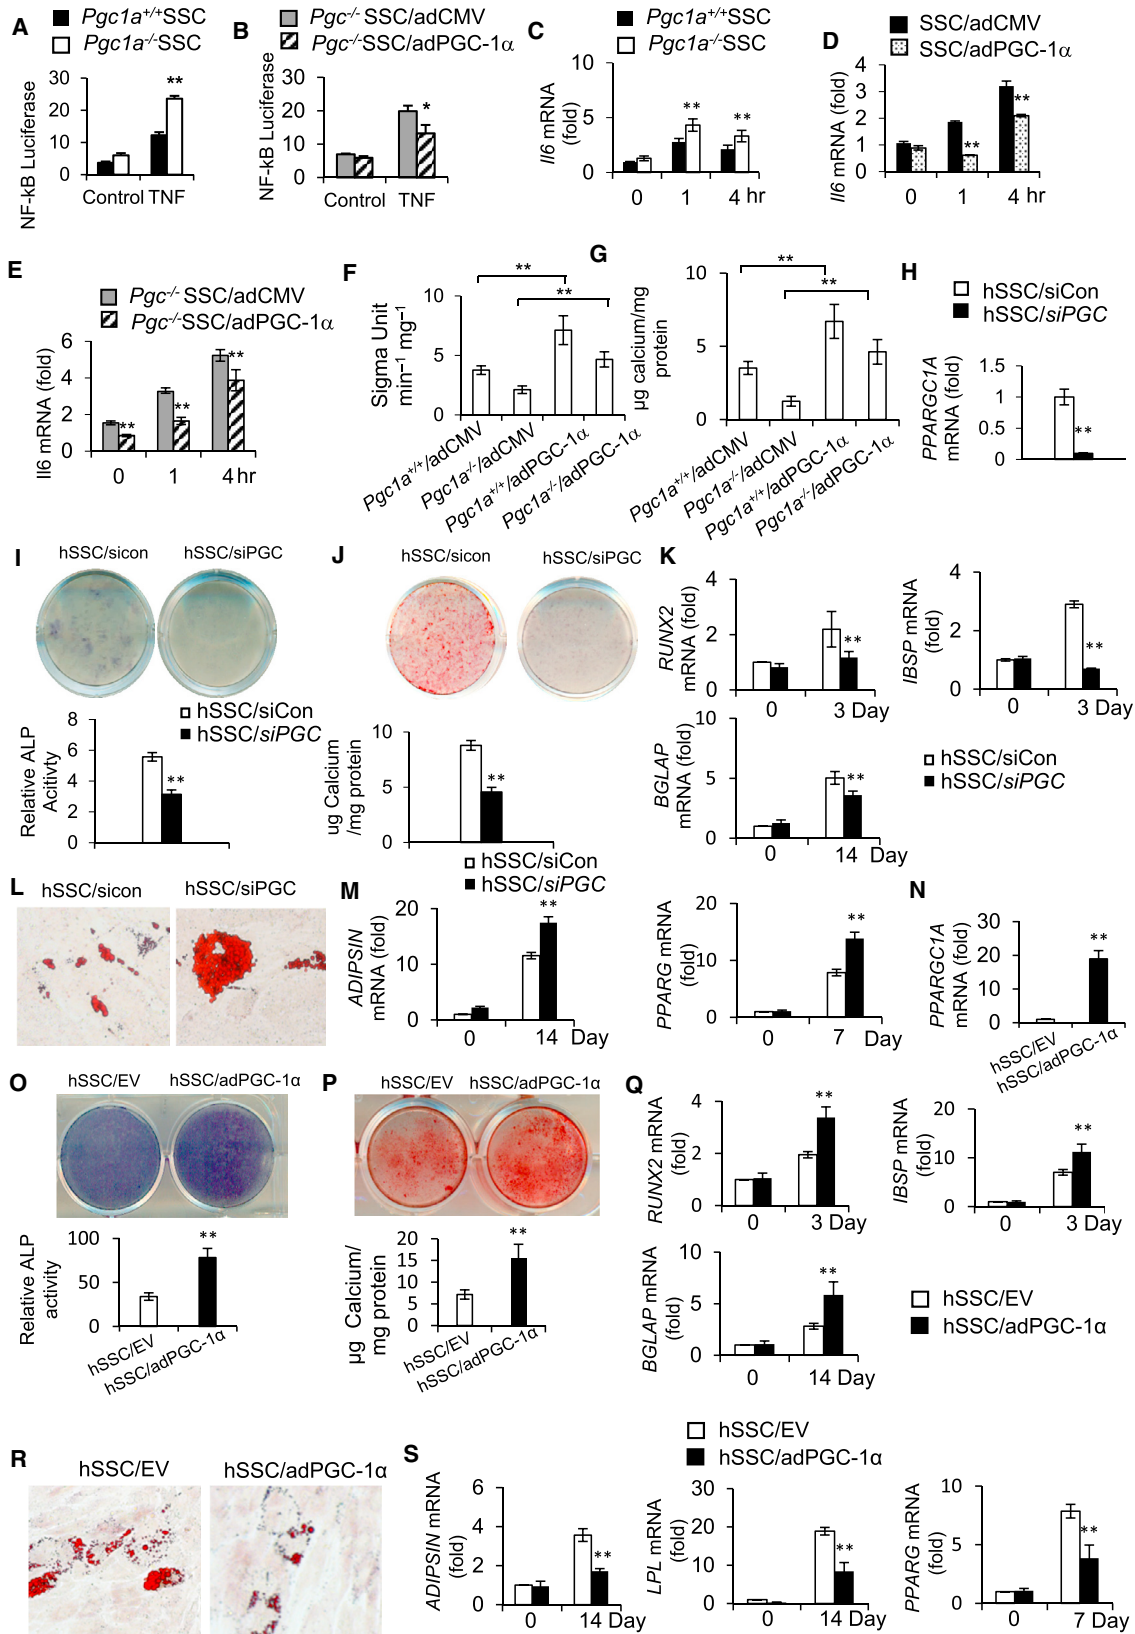 A
Pgc1a+/+SSC
Pgc1a-/-SSC
NF-kB Luciferase
30
20
10
0
**
Control TNF
B
Pgc-/- SSC/adCMV
Pgc-/-SSC/adPGC-1α
NF-kB Luciferase
30
20
10
0
*
Control TNF
C
Pgc1a+/+SSC
Pgc1a-/-SSC
Il6 mRNA
(fold)
10
5
0
** **
0 1 4 hr
D
SSC/adCMV
SSC/adPGC-1α
Il6 mRNA (fold)
4
3
2
1
0
** **
0 1 4 hr
E
Pgc-/- SSC/adCMV
Pgc-/-SSC/adPGC-1α
Il6 mRNA (fold)
6
4
2
0
** ** **
0 1 4 hr
F
Sigma Unit
min⁻¹ mg⁻¹
10
5
0
**
**
Pgc1a+/+/adCMV
Pgc1a-/-/adCMV
Pgc1a+/+/adPGC-1α
Pgc1a-/-/adPGC-1α
G
µg calcium/mg
protein
10
5
0
**
**
Pgc1a+/+/adCMV
Pgc1a-/-/adCMV
Pgc1a+/+/adPGC-1α
Pgc1a-/-/adPGC-1α
H
hSSC/siCon
hSSC/siPGC
PPARGC1A
mRNA (fold)
1.5
1
0.5
0
**
I
hSSC/sicon hSSC/siPGC
hSSC/siCon
hSSC/siPGC
Relative ALP
Acitivity
8
6
4
2
0
**
J
hSSC/sicon hSSC/siPGC
ug Calcium
/mg protein
10
5
0
**
hSSC/siCon
hSSC/siPGC
K
RUNX2
mRNA (fold)
4
2
0
**
0 3 Day
IBSP mRNA
(fold)
4
2
0
**
0 3 Day
BGLAP
mRNA (fold)
10
5
0
**
0 14 Day
hSSC/siCon
hSSC/siPGC
L
hSSC/sicon hSSC/siPGC
M
ADIPSIN
mRNA (fold)
20
10
0
**
0 14 Day
PPARG mRNA
(fold)
20
10
0
**
0 7 Day
N
PPARGC1A
mRNA (fold)
30
20
10
0
**
hSSC/EV
hSSC/adPGC-1α
O
hSSC/EV hSSC/adPGC-1α
Relative ALP
activity
100
50
0
**
hSSC/EV
hSSC/adPGC-1α
P
hSSC/EV hSSC/adPGC-1α
µg Calcium/
mg protein
20
15
10
5
0
**
hSSC/EV
hSSC/adPGC-1α
Q
RUNX2 mRNA
(fold)
4
2
0
**
0 3 Day
IBSP mRNA
(fold)
20
10
0
**
0 3 Day
BGLAP mRNA
(fold)
10
5
0
**
0 14 Day
hSSC/EV
hSSC/adPGC-1α
R
hSSC/EV hSSC/adPGC-1α
S
hSSC/EV
hSSC/adPGC-1α
ADIPSIN mRNA
(fold)
6
4
2
0
**
0 14 Day
LPL mRNA
(fold)
30
20
10
0
**
0 14 Day
PPARG mRNA
(fold)
10
5
0
**
0 7 Day